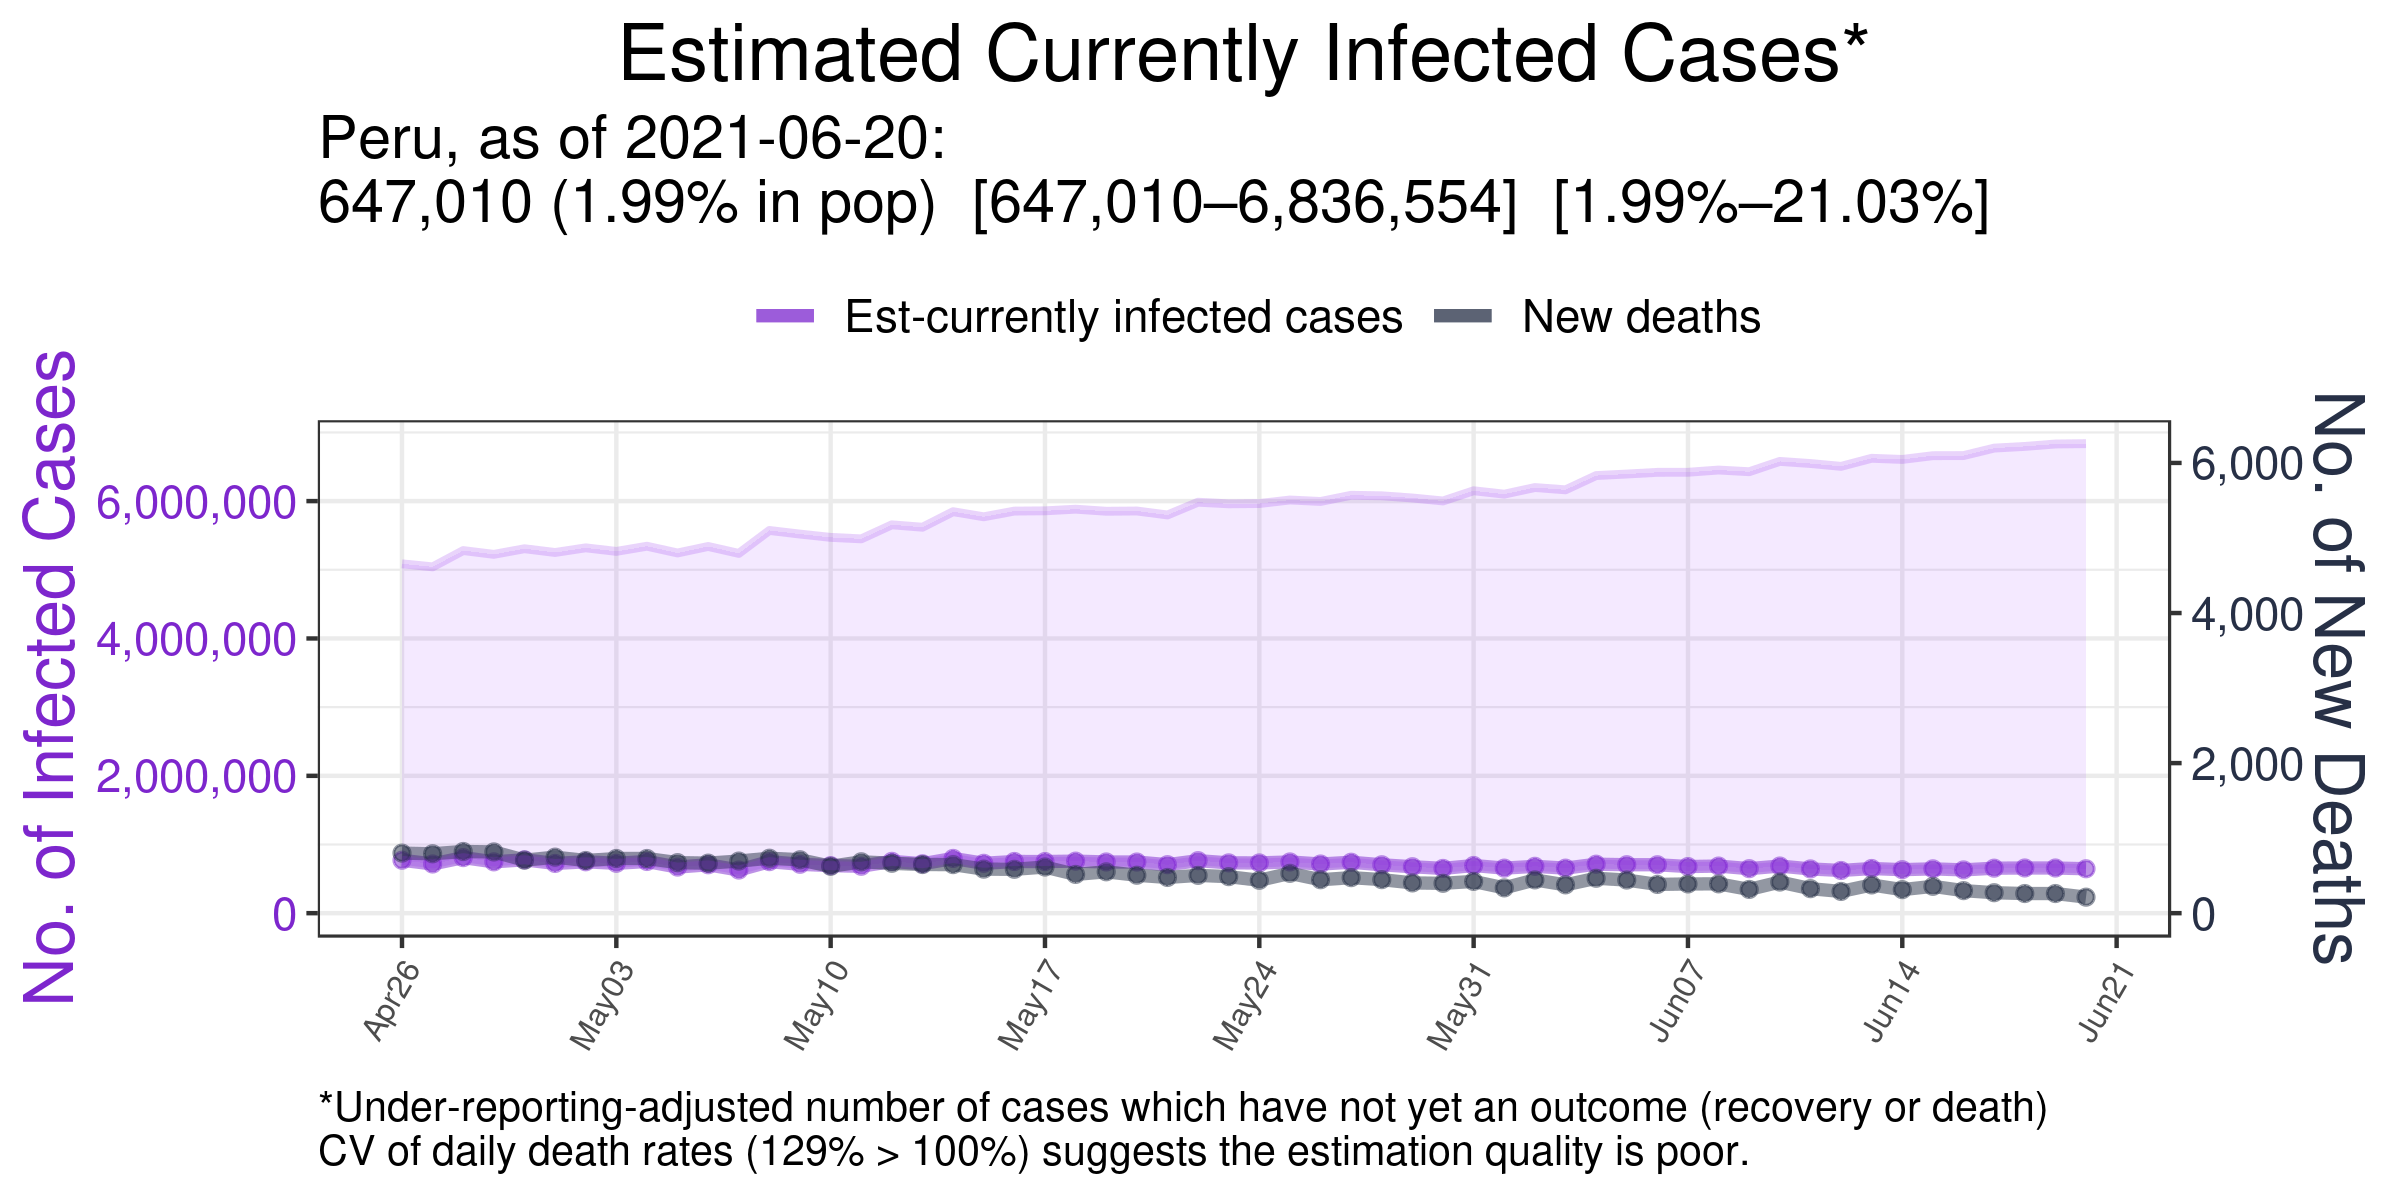 Estimated Currently Infected Cases*
Peru, as of 2021-06-20:
647,010 (1.99% in pop)  [647,010–6,836,554]  [1.99%–21.03%]
Est-currently infected cases
New deaths
No. of Infected Cases
6,000,000
4,000,000
2,000,000
0
6,000
4,000
2,000
0
No. of New Deaths
Apr26
May03
May10
May17
May24
May31
Jun07
Jun14
Jun21
*Under-reporting-adjusted number of cases which have not yet an outcome (recovery or death)
CV of daily death rates (129% > 100%) suggests the estimation quality is poor.